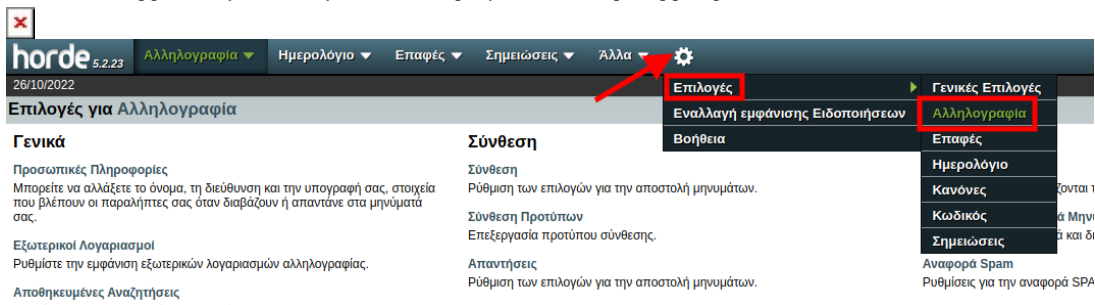 horde 5.2.23 Αλληλογραφία Ημερολόγιο Επαφές Σημειώσεις Άλλα
26/10/2022
Επιλογές για Αλληλογραφία
Επιλογές
Εναλλαγή εμφάνισης Ειδοποιήσεων
Βοήθεια
Γενικές Επιλογές
Αλληλογραφία
Επαφές
Ημερολόγιο
Κανόνες
Κωδικός
Σημειώσεις
Γενικά
Προσωπικές Πληροφορίες
Μπορείτε να αλλάξετε το όνομα, τη διεύθυνση και την υπογραφή σας, στοιχεία
που βλέπουν οι παραλήπτες σας όταν διαβάζουν ή απαντάνε στα μηνύματά
σας.
Εξωτερικοί Λογαριασμοί
Ρυθμίστε την εμφάνιση εξωτερικών λογαριασμών αλληλογραφίας.
Αποθηκευμένες Αναζητήσεις
Σύνθεση
Σύνθεση
Ρύθμιση των επιλογών για την αποστολή μηνυμάτων.
Σύνθεση Προτύπων
Επεξεργασία προτύπου σύνθεσης.
Απαντήσεις
Ρύθμιση των επιλογών για την αποστολή μηνυμάτων.
ά και
Αναφορά Spam
Ρυθμίσεις για την αναφορά SPA